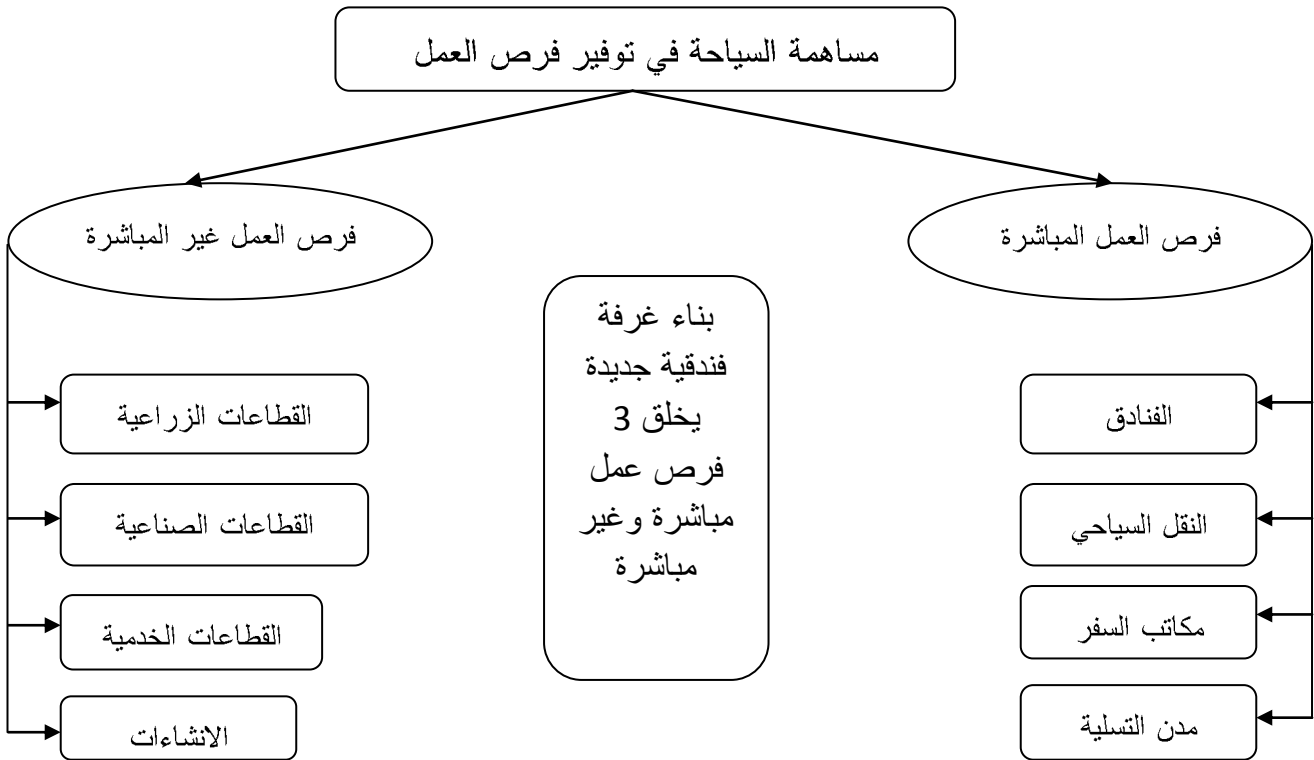 مساهمة السياحة في توفير فرص العمل
فرص العمل المباشرة
فرص العمل غير المباشرة
بناء غرفة
فندقية جديدة
يخلق 3
فرص عمل
مباشرة وغير
مباشرة
الفنادق
النقل السياحي
مكاتب السفر
مدن التسلية
القطاعات الزراعية
القطاعات الصناعية
القطاعات الخدمية
الانشاءات